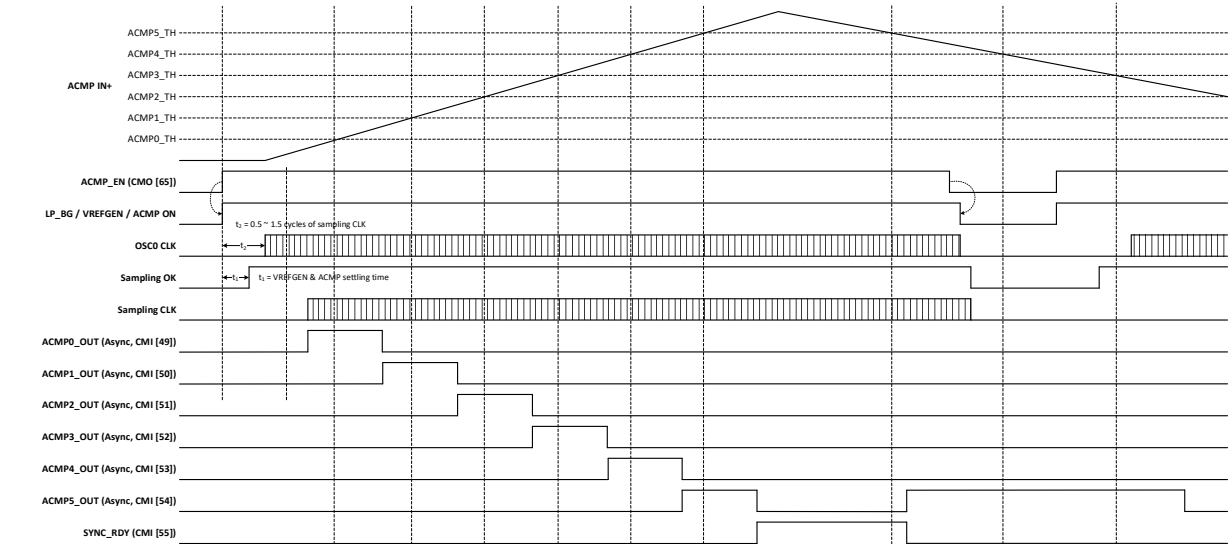 ACMP5_TH
ACMP4_TH
ACMP IN+
ACMP3_TH
ACMP2_TH
ACMP1_TH
ACMP0_TH
ACMP_EN (CMO [65])
LP_BG / VREFGEN / ACMP ON
t₂ = 0.5 ~ 1.5 cycles of sampling CLK
OSC0 CLK
t₂
Sampling OK
t₁
t₁ = VREFGEN & ACMP settling time
Sampling CLK
ACMP0_OUT (Async, CMI [49])
ACMP1_OUT (Async, CMI [50])
ACMP2_OUT (Async, CMI [51])
ACMP3_OUT (Async, CMI [52])
ACMP4_OUT (Async, CMI [53])
ACMP5_OUT (Async, CMI [54])
SYNC_RDY (CMI [55])